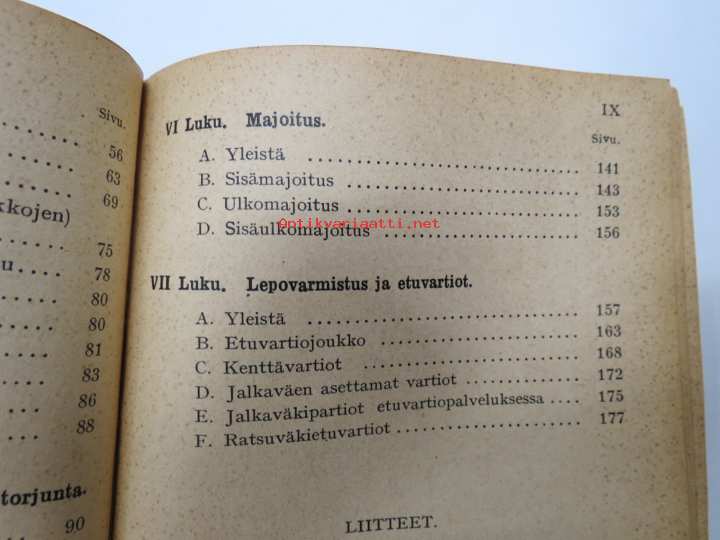 Sivu.
56
63
69
kkojen)
75
u.... 78
80
80
81
83
86
88
torjunta.
90
IX
VI Luku. Majoitus.
Sivu.
A. Yleistä 141
B. Sisämajoitus 143
C. Ulkomajoitus 153
D. Sisäulkomajoitus 156
Antikvariaatti.net
VII Luku. Lepovarmistus ja etuvartiot.
A. Yleistä 157
B. Etuvartiojoukko 163
C. Kenttävartiot 168
D. Jalkaväen asettamat vartiot 172
E. Jalkaväkipartiot etuvartiopalveluksessa .... 175
F. Ratsuväkietuvartiot 177
LIITTEET.